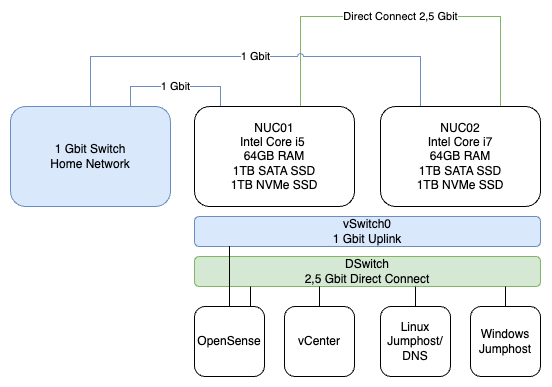 Direct Connect 2,5 Gbit
1 Gbit
1 Gbit
1 Gbit Switch
Home Network
NUC01
Intel Core i5
64GB RAM
1TB SATA SSD
1TB NVMe SSD
NUC02
Intel Core i7
64GB RAM
1TB SATA SSD
1TB NVMe SSD
vSwitch0
1 Gbit Uplink
DSwitch
2,5 Gbit Direct Connect
OpenSense
vCenter
Linux
Jumphost/
DNS
Windows
Jumphost